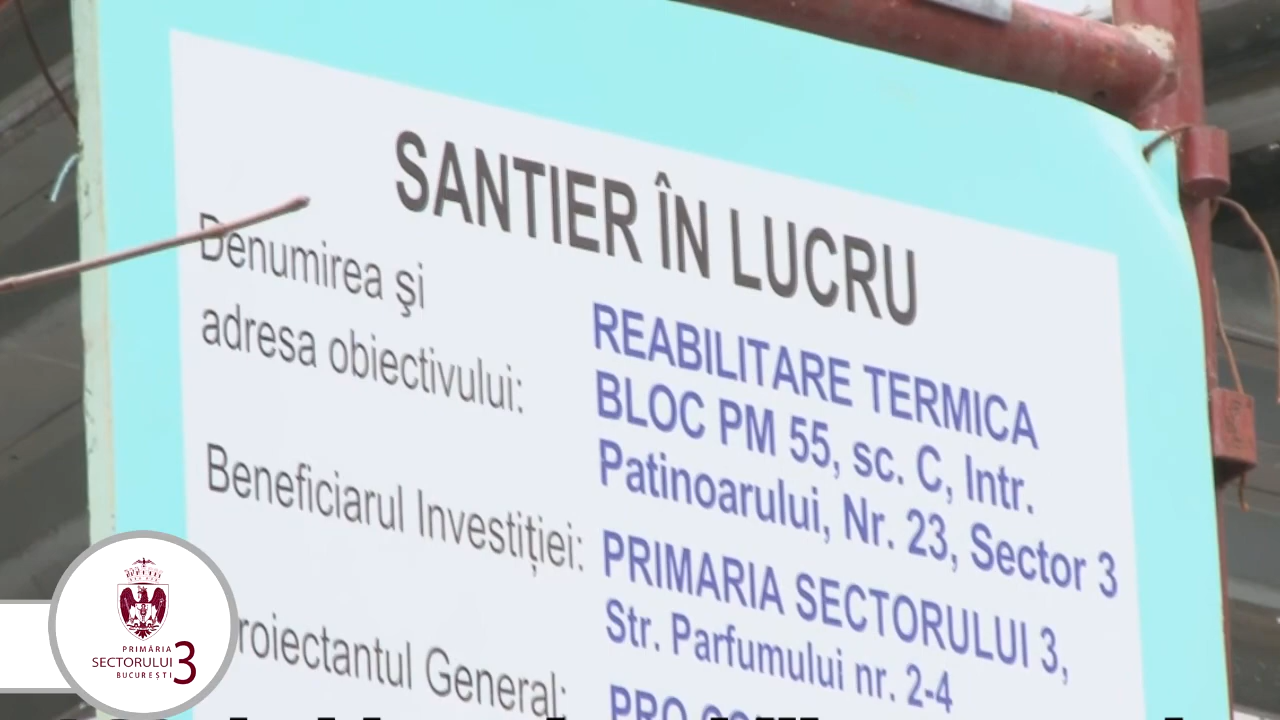 SANTIER ÎN LUCRU
Denumirea şi
adresa obiectivului:
REABILITARE TERMICA
BLOC PM 55, sc. C, Intr.
Patinoarului, Nr. 23, Sector 3
Beneficiarul Investiției:
PRIMARIA SECTORULUI 3,
Str. Parfumului nr. 2-4
roiectantul General:
PRO
PRIMĂRIA
SECTORULUI 3
BUCUREȘTI